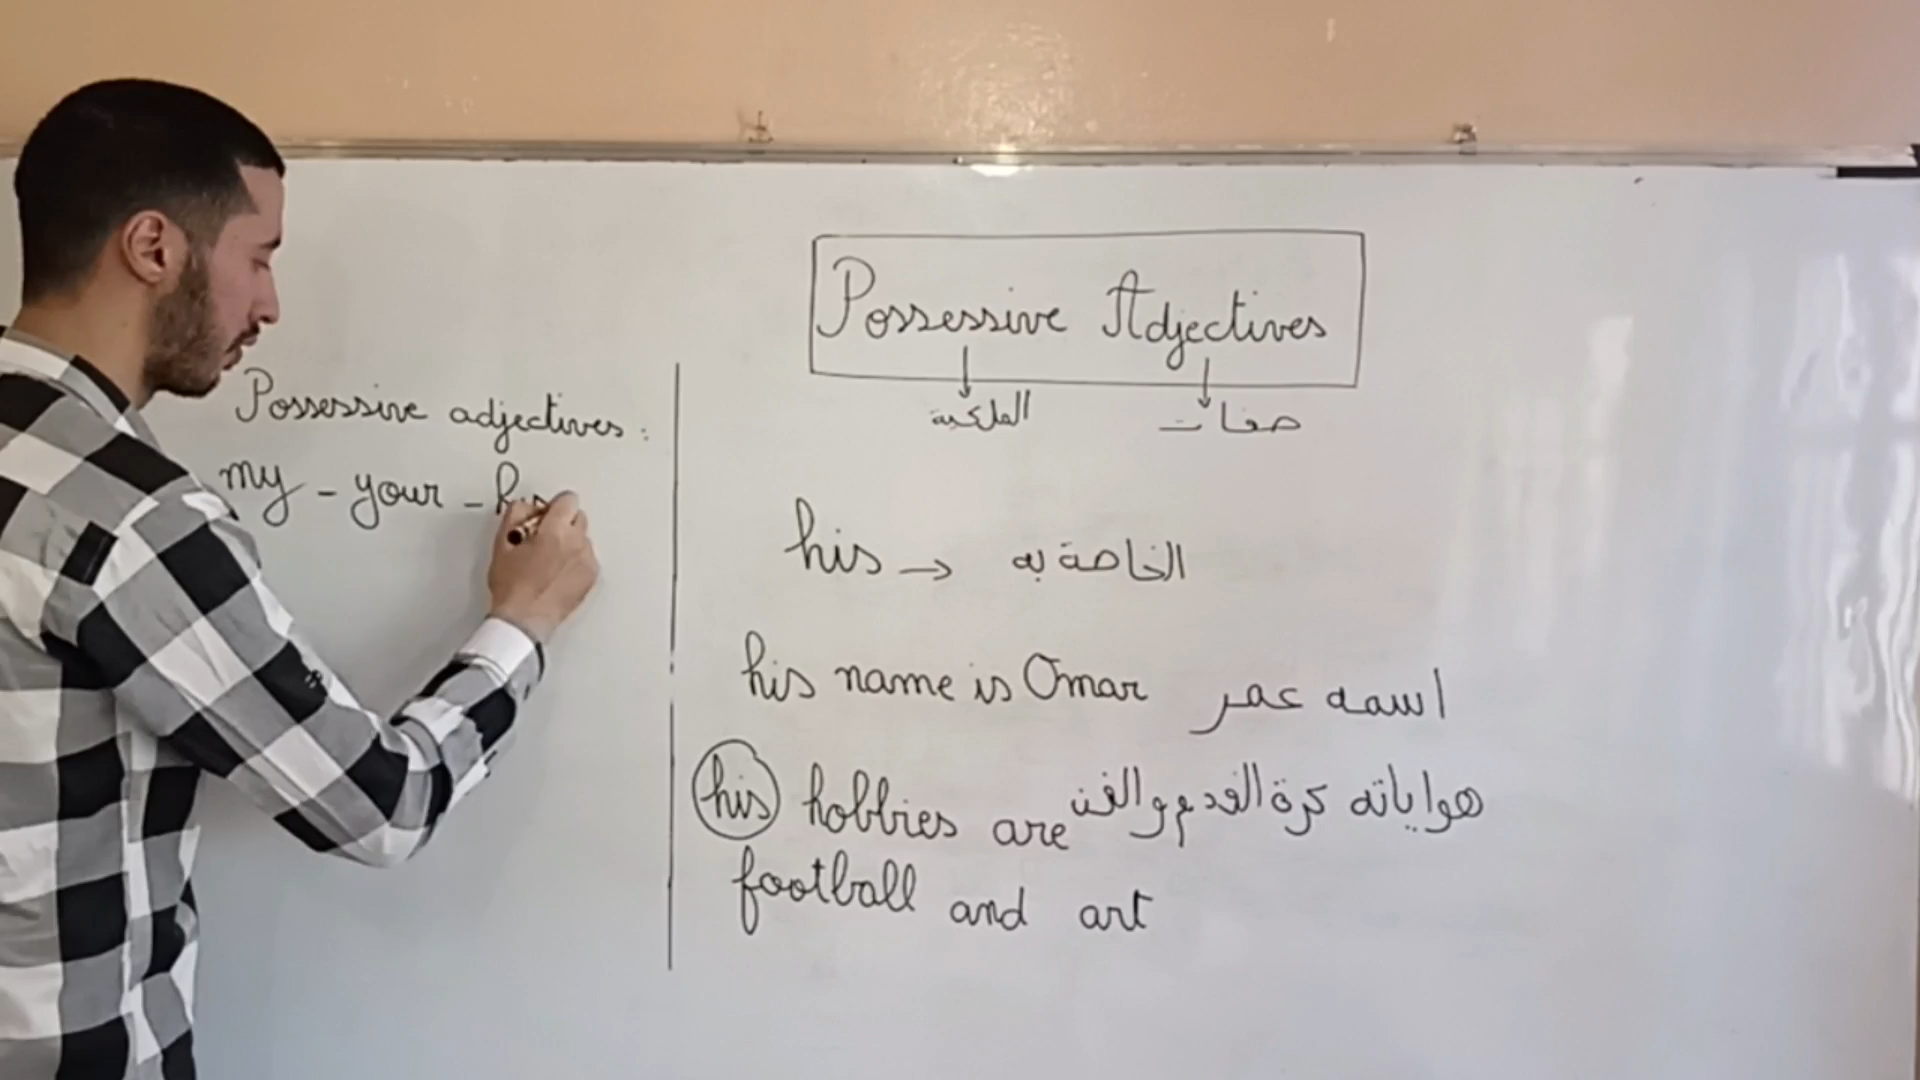 Possessive Adjectives
الملكية صفات
Possessive adjectives:
my - your - his
his → الخاصة به
his name is Omar اسمه عمر
his hobbies are هواياته كرة القدم والفن
football and art